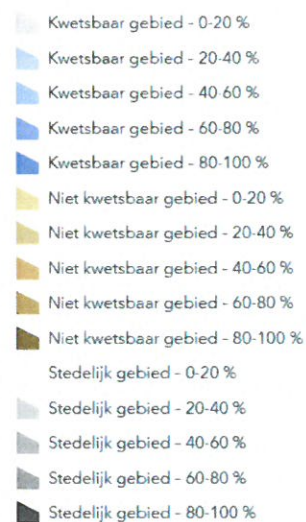 Kwetsbaar gebied - 0-20 %
Kwetsbaar gebied - 20-40 %
Kwetsbaar gebied - 40-60 %
Kwetsbaar gebied - 60-80 %
Kwetsbaar gebied - 80-100 %
Niet kwetsbaar gebied - 0-20 %
Niet kwetsbaar gebied - 20-40 %
Niet kwetsbaar gebied - 40-60 %
Niet kwetsbaar gebied - 60-80 %
Niet kwetsbaar gebied - 80-100 %
Stedelijk gebied - 0-20 %
Stedelijk gebied - 20-40 %
Stedelijk gebied - 40-60 %
Stedelijk gebied - 60-80 %
Stedelijk gebied - 80-100 %